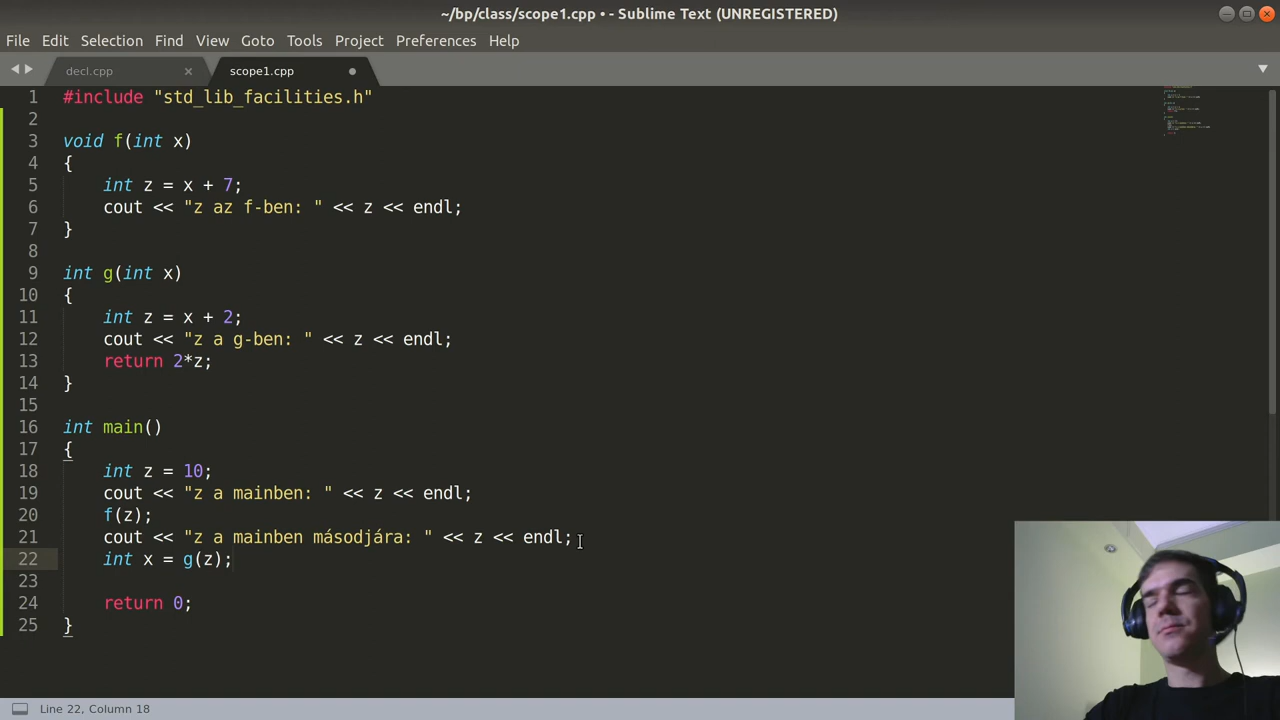 ~/bp/class/scope1.cpp • - Sublime Text (UNREGISTERED)
File Edit Selection Find View Goto Tools Project Preferences Help
decl.cpp scope1.cpp
1 #include "std_lib_facilities.h"
2
3 void f(int x)
4 {
5 int z = x + 7;
6 cout << "z az f-ben: " << z << endl;
7 }
8
9 int g(int x)
10 {
11 int z = x + 2;
12 cout << "z a g-ben: " << z << endl;
13 return 2*z;
14 }
15
16 int main()
17 {
18 int z = 10;
19 cout << "z a mainben: " << z << endl;
20 f(z);
21 cout << "z a mainben másodjára: " << z << endl;
22 int x = g(z);
23
24 return 0;
25 }
Line 22, Column 18